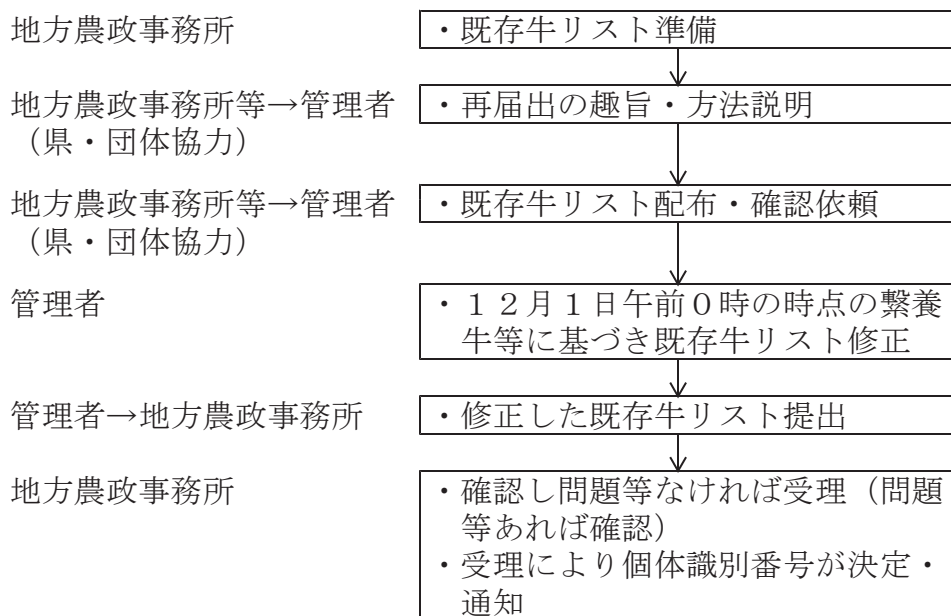 地方農政事務所
・既存牛リスト準備
地方農政事務所等→管理者
（県・団体協力）
・再届出の趣旨・方法説明
地方農政事務所等→管理者
（県・団体協力）
・既存牛リスト配布・確認依頼
管理者
・１２月１日午前０時の時点の繋養
牛等に基づき既存牛リスト修正
管理者→地方農政事務所
・修正した既存牛リスト提出
地方農政事務所
・確認し問題等なければ受理（問題
等あれば確認）
・受理により個体識別番号が決定・
通知